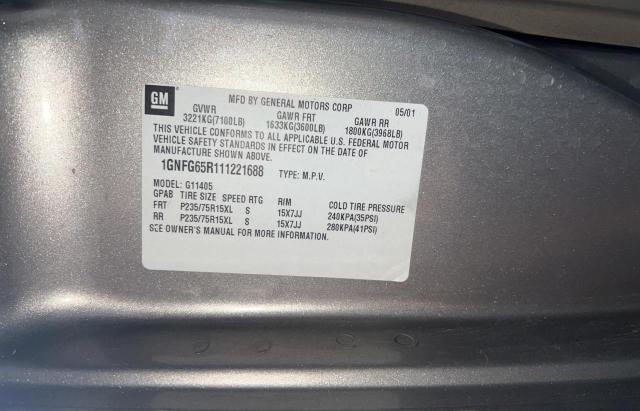 GM MFD BY GENERAL MOTORS CORP 05/01
GVWR GAWR FRT GAWR RR
3221KG(7100LB) 1633KG(3600LB) 1800KG(3968LB)
THIS VEHICLE CONFORMS TO ALL APPLICABLE U.S. FEDERAL MOTOR
VEHICLE SAFETY STANDARDS IN EFFECT ON THE DATE OF
MANUFACTURE SHOWN ABOVE.
1GNFG65R111221688 TYPE: M.P.V.
MODEL: G11405
GPAB TIRE SIZE SPEED RTG RIM COLD TIRE PRESSURE
FRT P235/75R15XL S 15X7JJ 240KPA(35PSI)
RR P235/75R15XL S 15X7JJ 280KPA(41PSI)
SEE OWNER'S MANUAL FOR MORE INFORMATION.